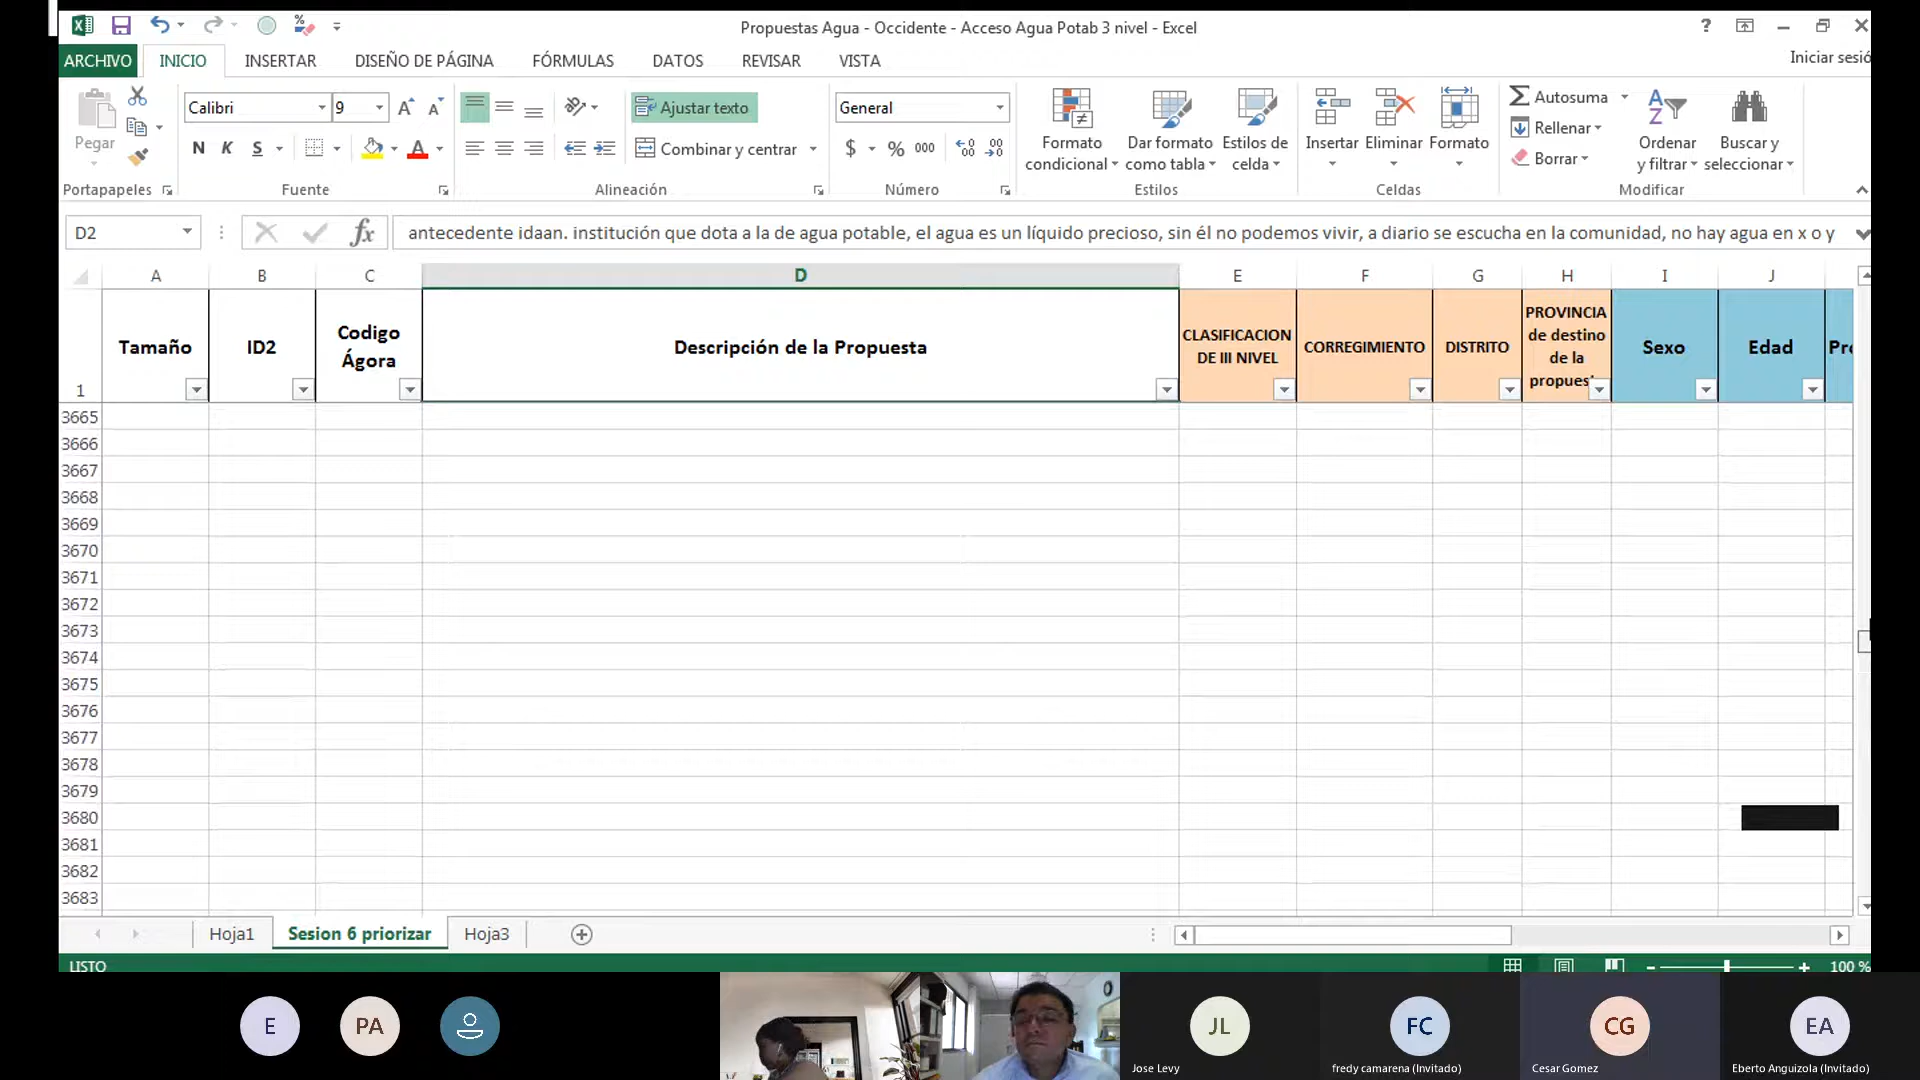 Propuestas Agua - Occidente - Acceso Agua Potab 3 nivel - Excel
ARCHIVO INICIO INSERTAR DISEÑO DE PÁGINA FÓRMULAS DATOS REVISAR VISTA Iniciar sesió
Calibri 9 Ajustar texto General Autosuma
Rellenar
Pegar N K S Combinar y centrar $ % 000 Formato condicional Dar formato como tabla Estilos de celda Insertar Eliminar Formato Borrar Ordenar y filtrar Buscar y seleccionar
Portapapeles Fuente Alineación Número Estilos Celdas Modificar
D2 fx antecedente idaan. institución que dota a la de agua potable, el agua es un líquido precioso, sin él no podemos vivir, a diario se escucha en la comunidad, no hay agua en x o y
A B C D E F G H I J
1 Tamaño ID2 Codigo Ágora Descripción de la Propuesta CLASIFICACION DE III NIVEL CORREGIMIENTO DISTRITO PROVINCIA de destino de la propues Sexo Edad Pro
3665
3666
3667
3668
3669
3670
3671
3672
3673
3674
3675
3676
3677
3678
3679
3680
3681
3682
3683
Hoja1 Sesion 6 priorizar Hoja3
LISTO 100 %
E PA JL FC CG EA
Jose Levy fredy camarena (Invitado) Cesar Gomez Eberto Anguizola (Invitado)